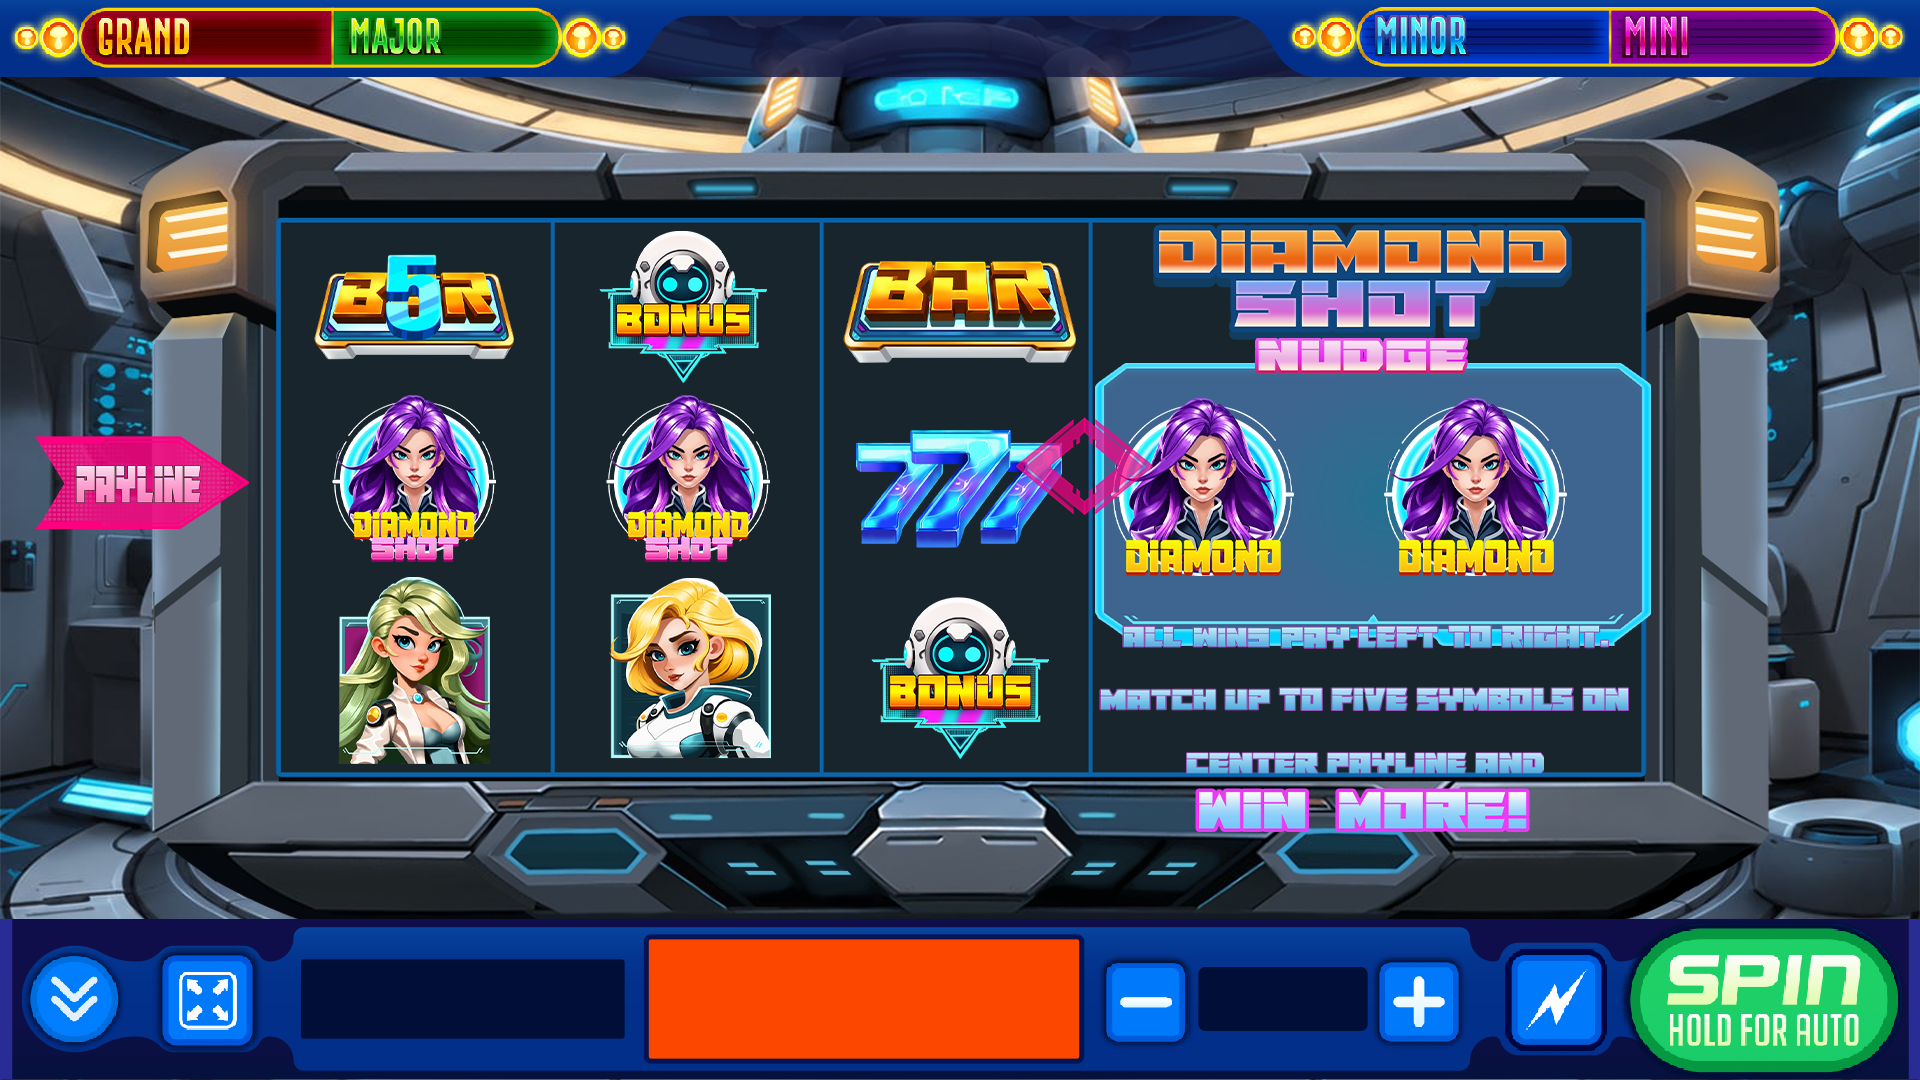 GRAND
MAJOR
MINOR
MINI
B5R
BONUS
BAR
DIAMOND
SHOT
NUDGE
PAYLINE
DIAMOND
SHOT
DIAMOND
SHOT
777
DIAMOND
DIAMOND
BONUS
ALL WINS PAY LEFT TO RIGHT.
MATCH UP TO FIVE SYMBOLS ON
CENTER PAYLINE AND
WIN MORE!
SPIN
HOLD FOR AUTO